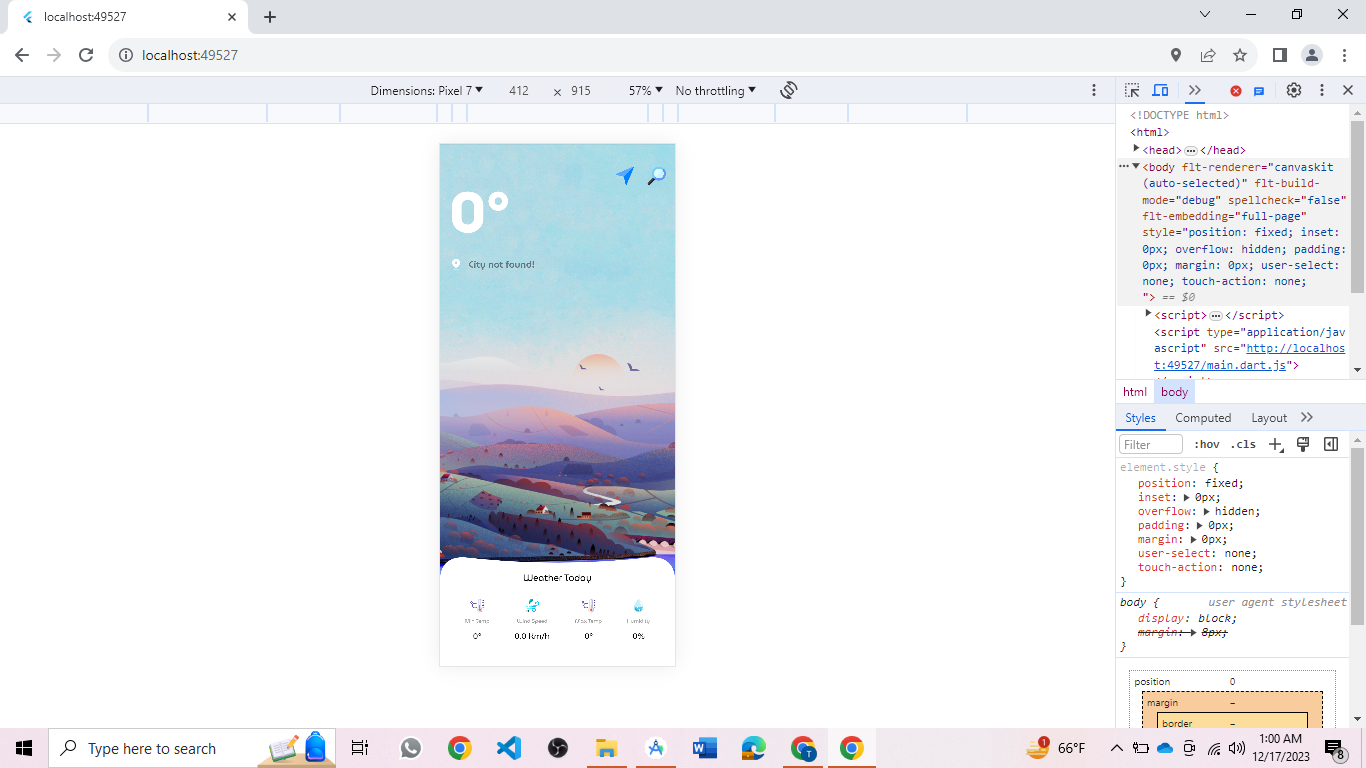 localhost:49527
localhost:49527
Dimensions: Pixel 7 412 × 915 57% No throttling
0°
City not found!
Weather Today
Min Temp Wind Speed Max Temp Humidity
0° 0.0 km/h 0° 0%
<!DOCTYPE html>
<html>
<head> ••• </head>
••• <body flt-renderer="canvaskit
(auto-selected)" flt-build-
mode="debug" spellcheck="false"
flt-embedding="full-page"
style="position: fixed; inset:
0px; overflow: hidden; padding:
0px; margin: 0px; user-select:
none; touch-action: none;
"> == $0
<script> ••• </script>
<script type="application/jav
ascript" src="http://localhos
t:49527/main.dart.js">
html body
Styles Computed Layout
Filter :hov .cls
element.style {
position: fixed;
inset: 0px;
overflow: hidden;
padding: 0px;
margin: 0px;
user-select: none;
touch-action: none;
}
body { user agent stylesheet
display: block;
margin: 8px;
}
position 0
margin –
border –
Type here to search
1
66°F
1:00 AM
12/17/2023
8